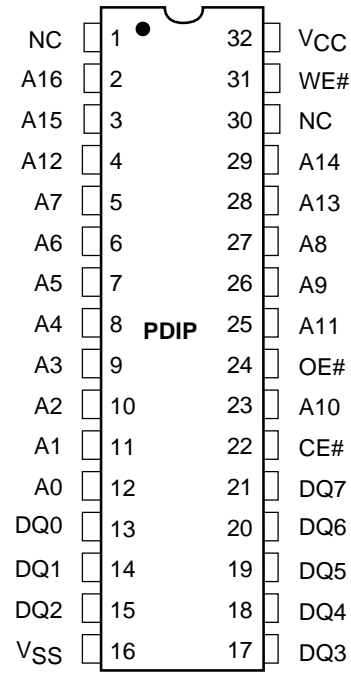 NC 1 32 VCC
A16 2 31 WE#
A15 3 30 NC
A12 4 29 A14
A7 5 28 A13
A6 6 27 A8
A5 7 26 A9
A4 8 PDIP 25 A11
A3 9 24 OE#
A2 10 23 A10
A1 11 22 CE#
A0 12 21 DQ7
DQ0 13 20 DQ6
DQ1 14 19 DQ5
DQ2 15 18 DQ4
VSS 16 17 DQ3